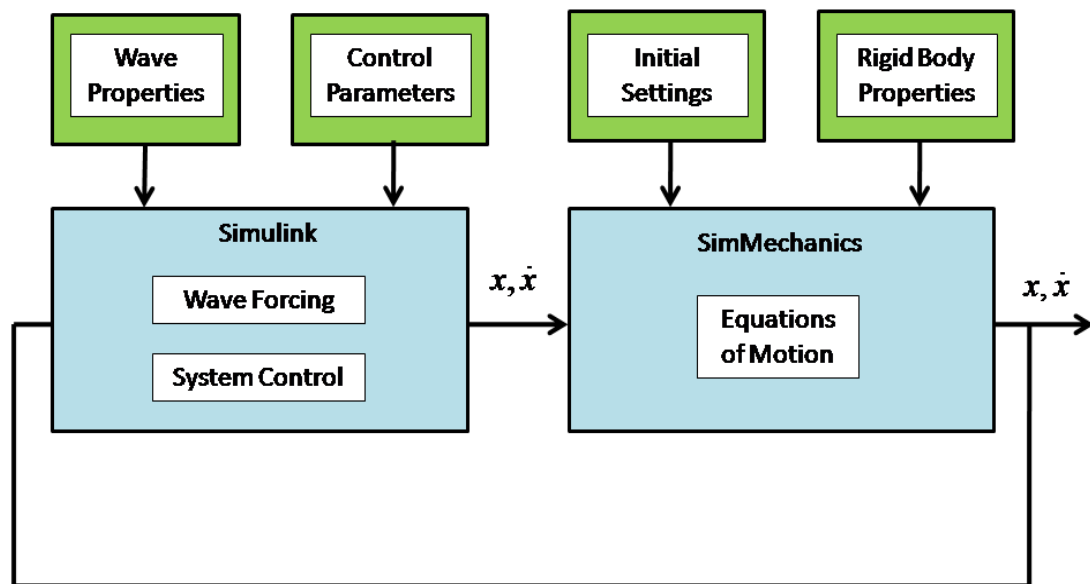 Wave
Properties
Control
Parameters
Initial
Settings
Rigid Body
Properties
Simulink
Wave Forcing
System Control
x, ẋ
SimMechanics
Equations
of Motion
x, ẋ